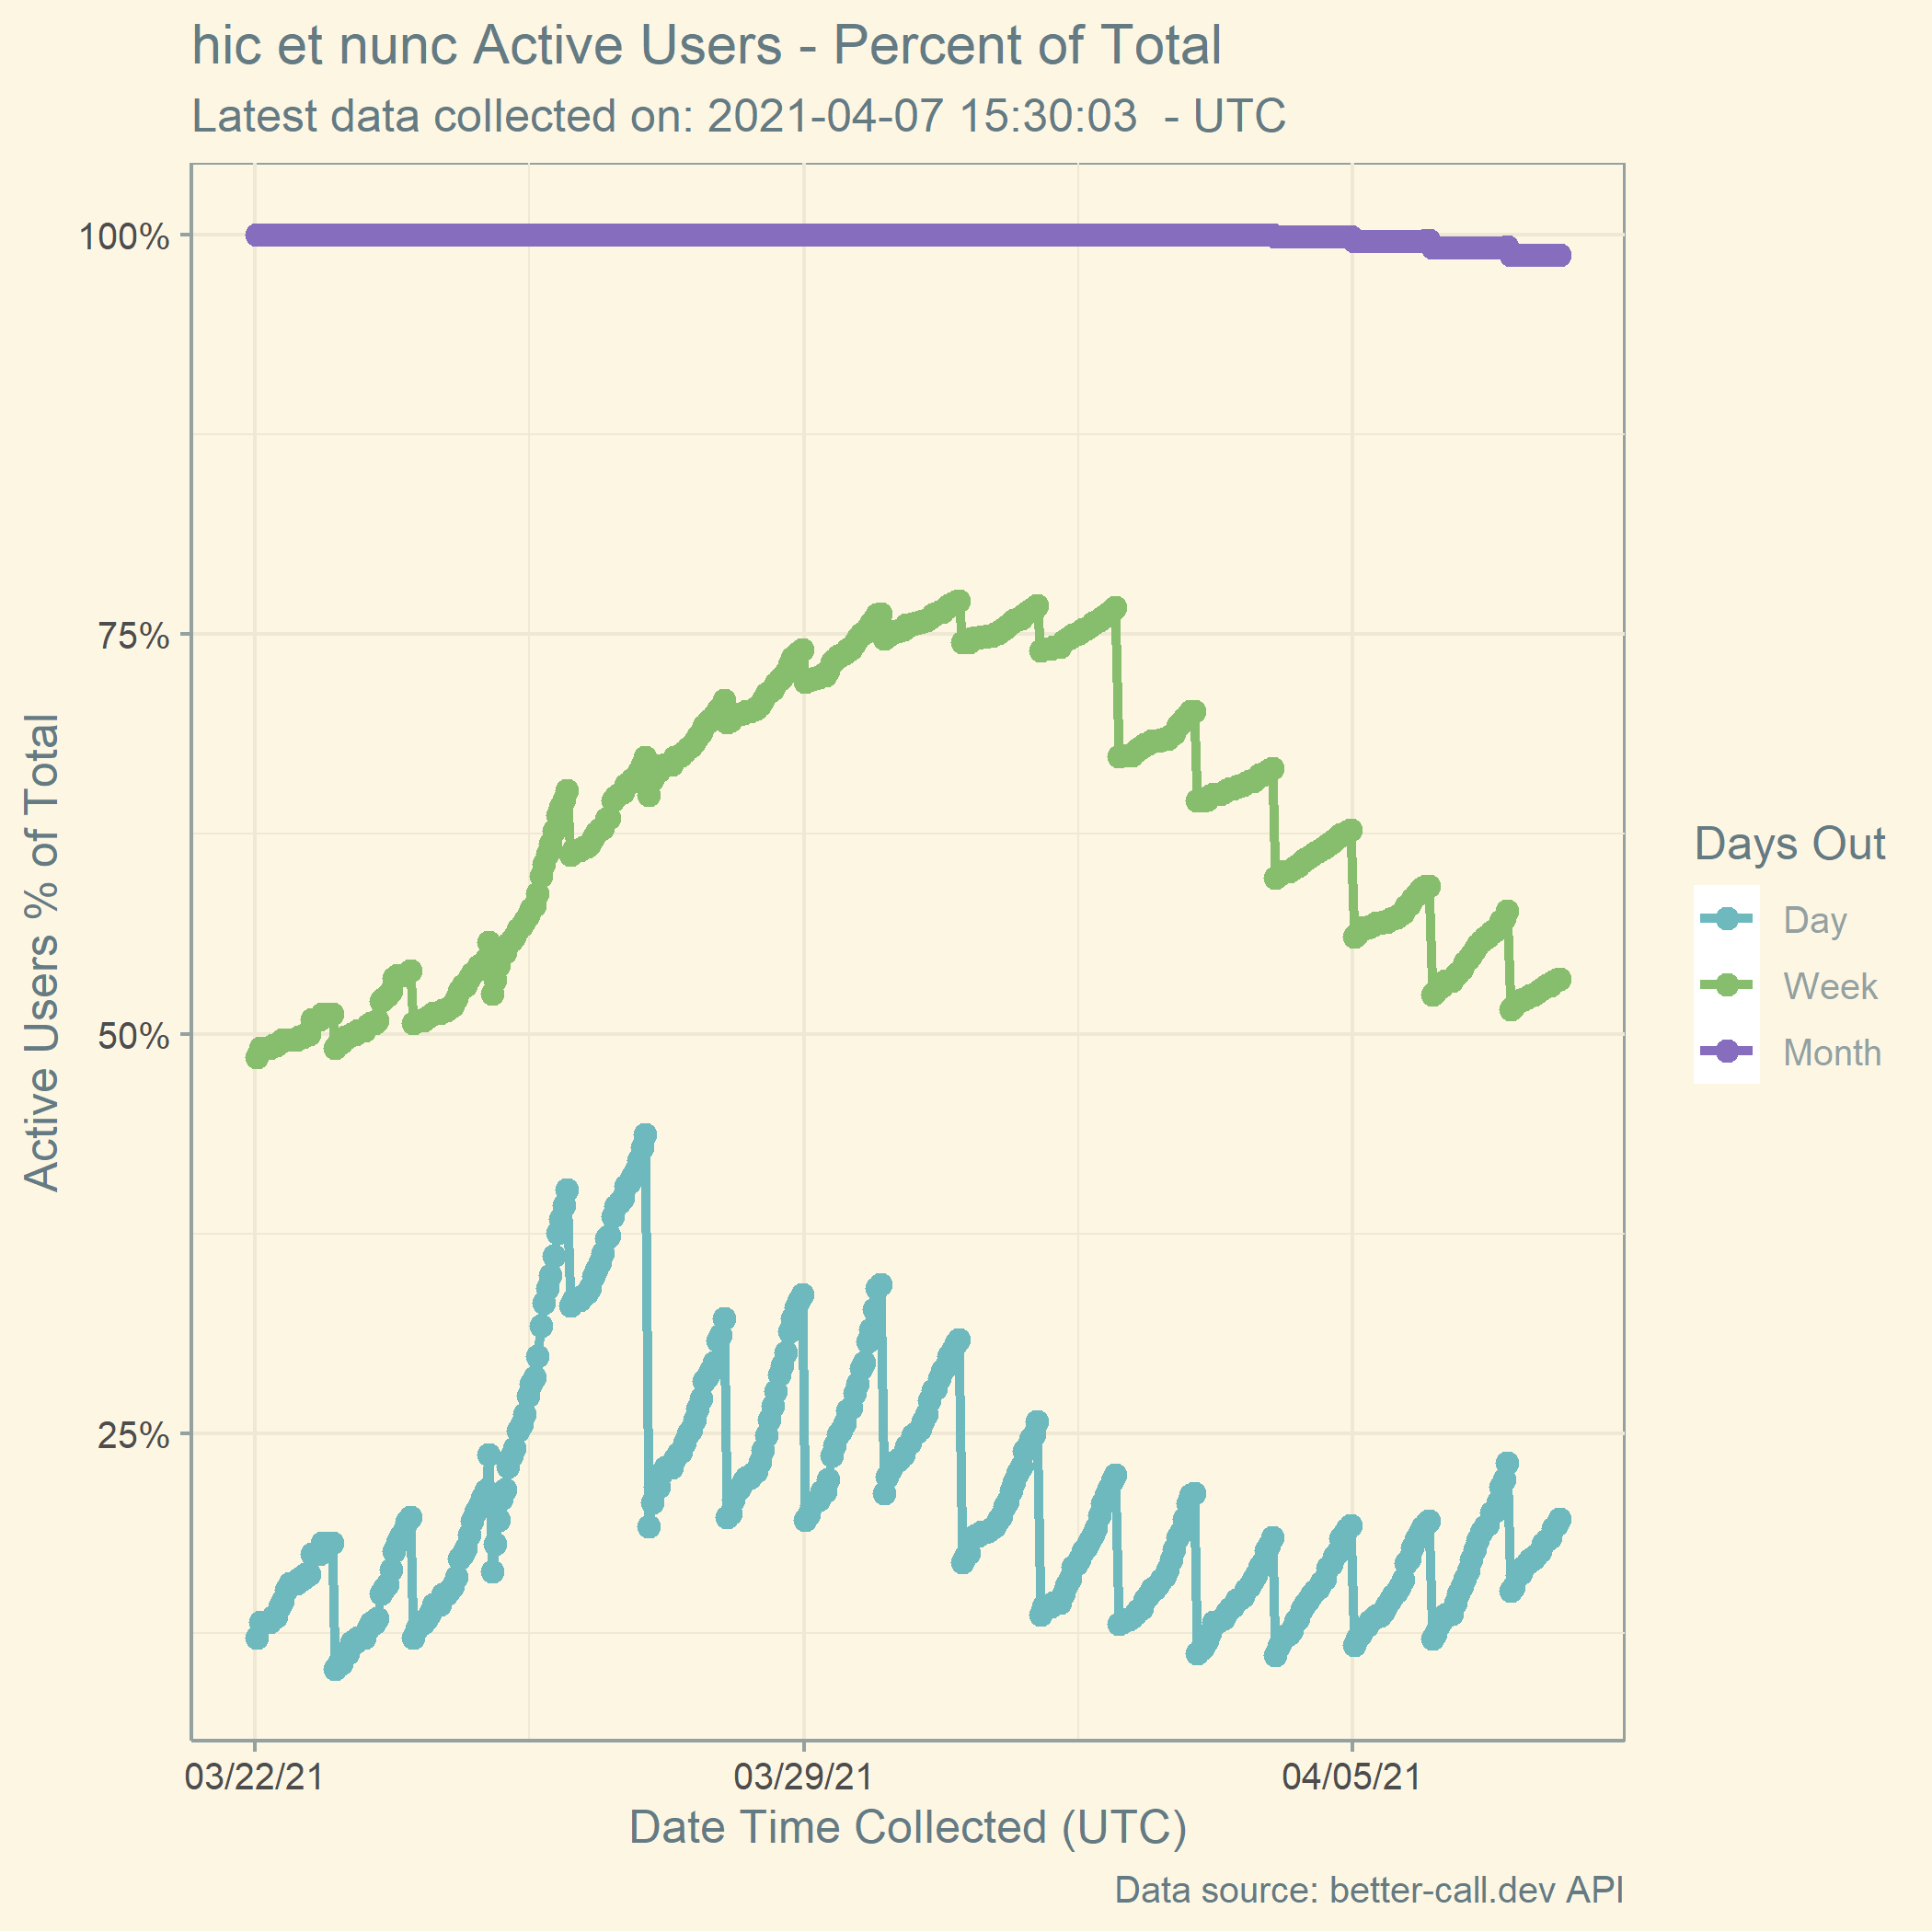 hic et nunc Active Users - Percent of Total
Latest data collected on: 2021-04-07 15:30:03  - UTC
Active Users % of Total
100%
75%
50%
25%
03/22/21
03/29/21
04/05/21
Date Time Collected (UTC)
Days Out
Day
Week
Month
Data source: better-call.dev API